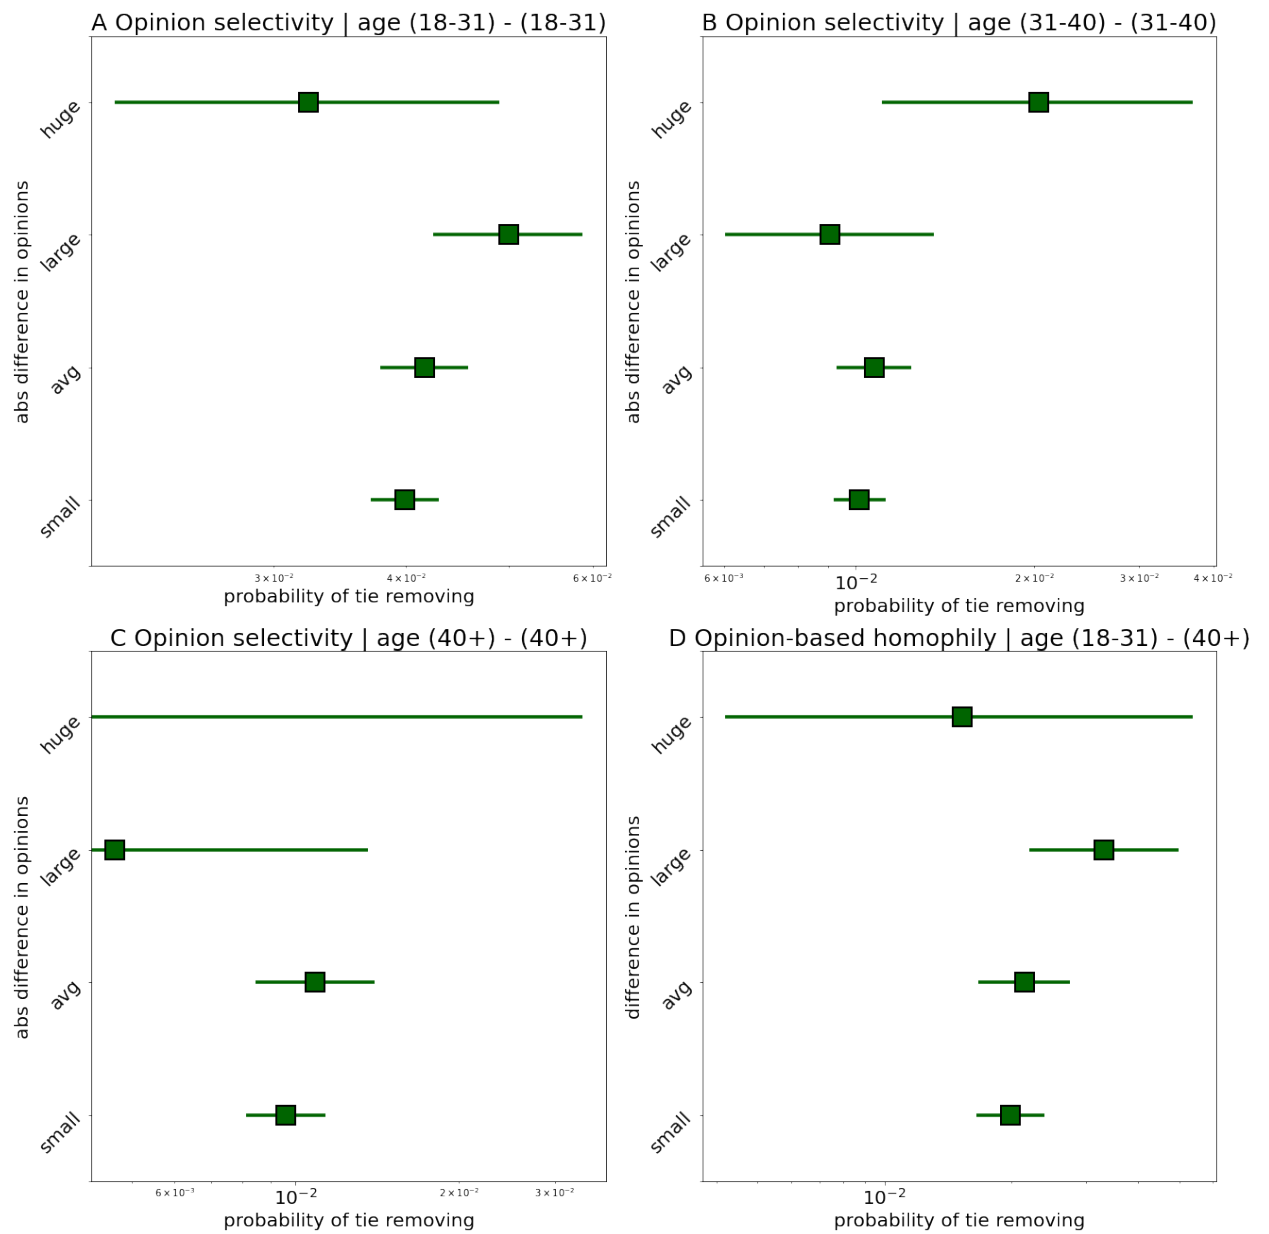 A Opinion selectivity | age (18-31) - (18-31)
huge
large
avg
small
abs difference in opinions
3 × 10⁻²
4 × 10⁻²
6 × 10⁻²
probability of tie removing
B Opinion selectivity | age (31-40) - (31-40)
huge
large
avg
small
abs difference in opinions
6 × 10⁻³
10⁻²
2 × 10⁻²
3 × 10⁻²
4 × 10⁻²
probability of tie removing
C Opinion selectivity | age (40+) - (40+)
huge
large
avg
small
abs difference in opinions
6 × 10⁻³
10⁻²
2 × 10⁻²
3 × 10⁻²
probability of tie removing
D Opinion-based homophily | age (18-31) - (40+)
huge
large
avg
small
difference in opinions
10⁻²
probability of tie removing